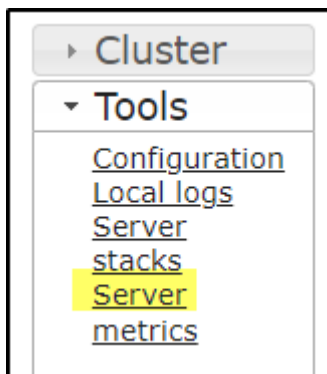 Cluster
Tools
Configuration
Local logs
Server
stacks
Server
metrics